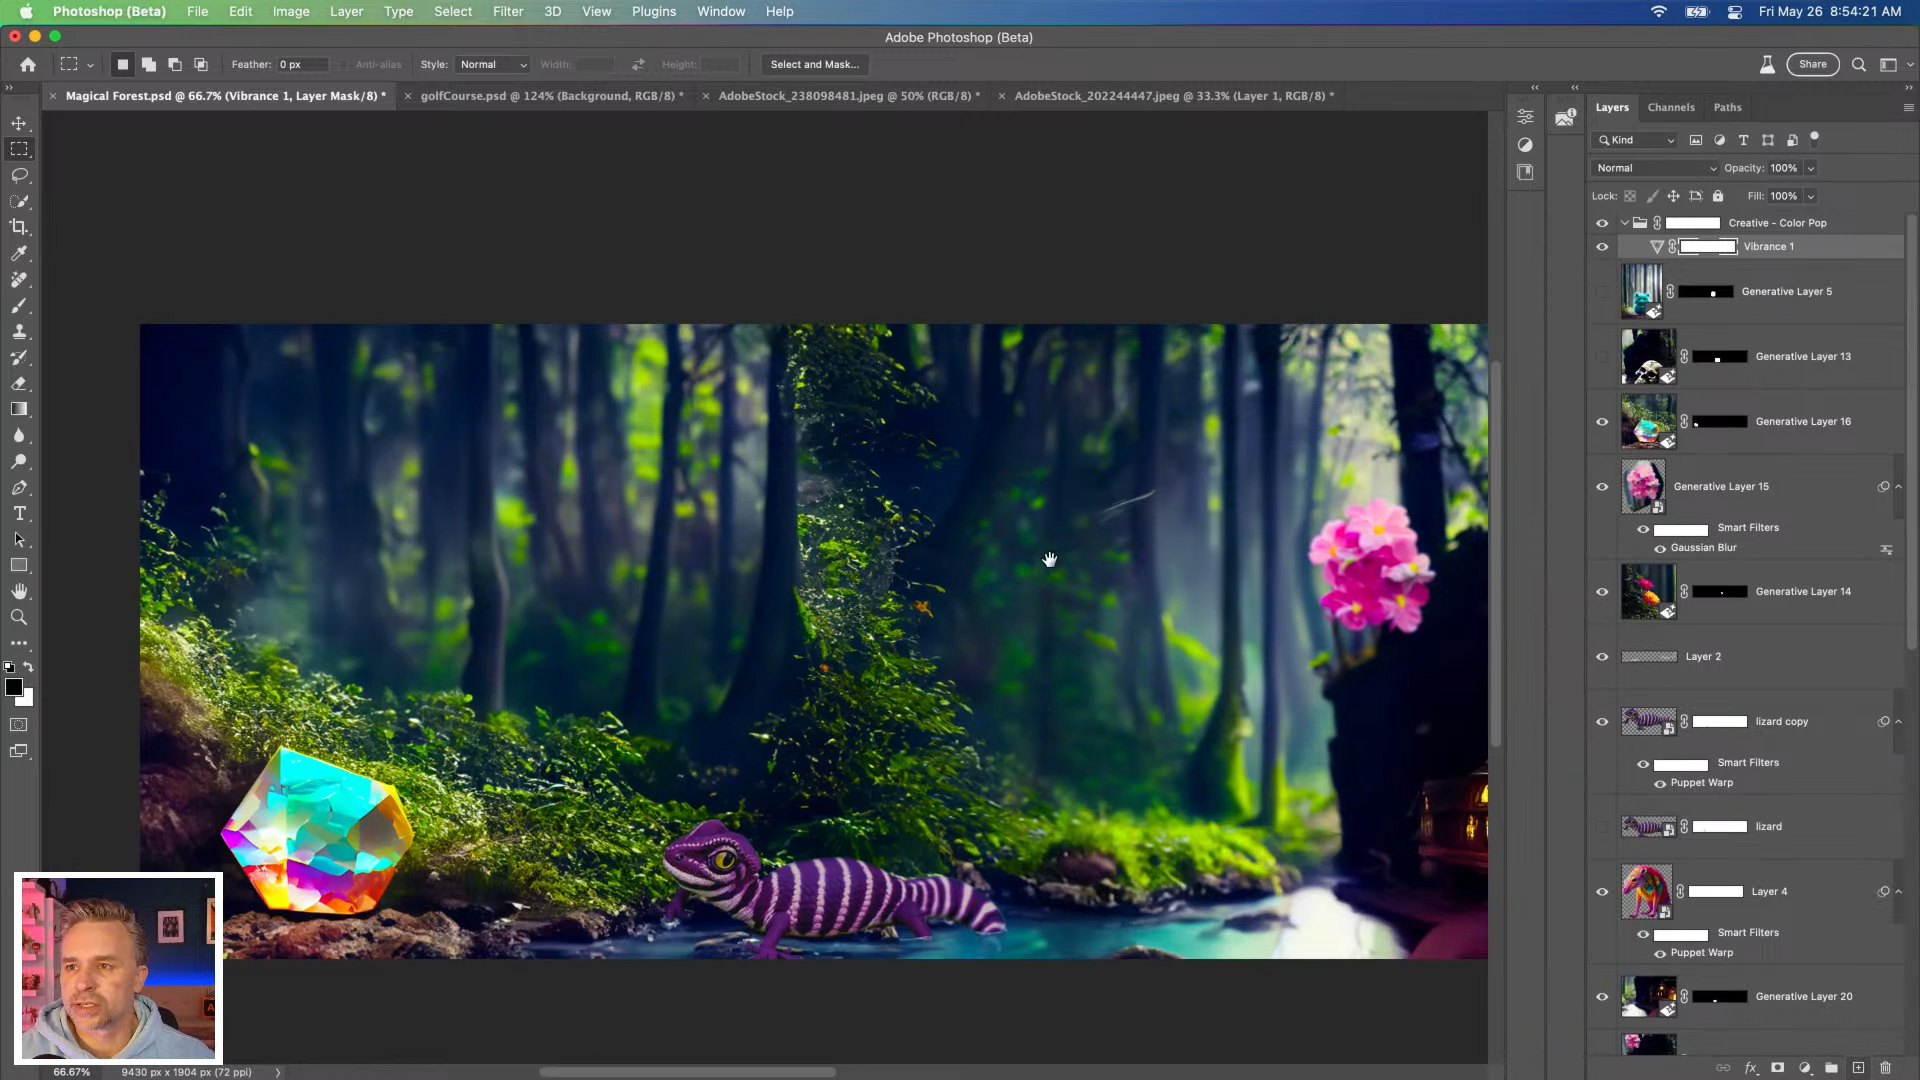 Photoshop (Beta) File Edit Image Layer Type Select Filter 3D View Plugins Window Help Fri May 26 8:54:21 AM
Adobe Photoshop (Beta)
Feather: 0 px Anti-alias Style: Normal Width: Height: Select and Mask... Share
Magical Forest.psd @ 66.7% (Vibrance 1, Layer Mask/8) * golfCourse.psd @ 124% (Background, RGB/8) * AdobeStock_238098481.jpeg @ 50% (RGB/8) * AdobeStock_202244447.jpeg @ 33.3% (Layer 1, RGB/8) *
Layers Channels Paths
Kind
Normal Opacity: 100%
Lock: Fill: 100%
Creative - Color Pop
Vibrance 1
Generative Layer 5
Generative Layer 13
Generative Layer 16
Generative Layer 15
Smart Filters
Gaussian Blur
Generative Layer 14
Layer 2
lizard copy
Smart Filters
Puppet Warp
lizard
Layer 4
Smart Filters
Puppet Warp
Generative Layer 20
66.67% 9430 px x 1904 px (72 ppi)